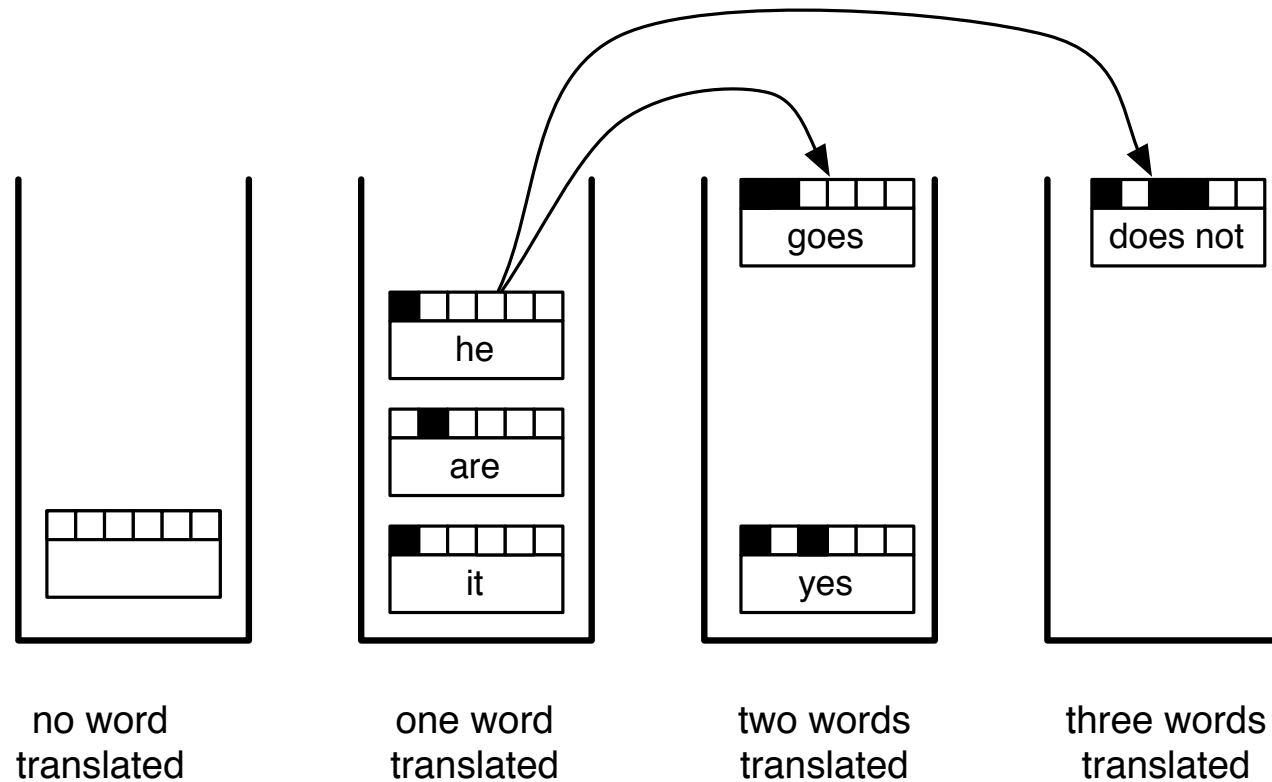 goes
does not
he
are
it
yes
no word
translated
one word
translated
two words
translated
three words
translated